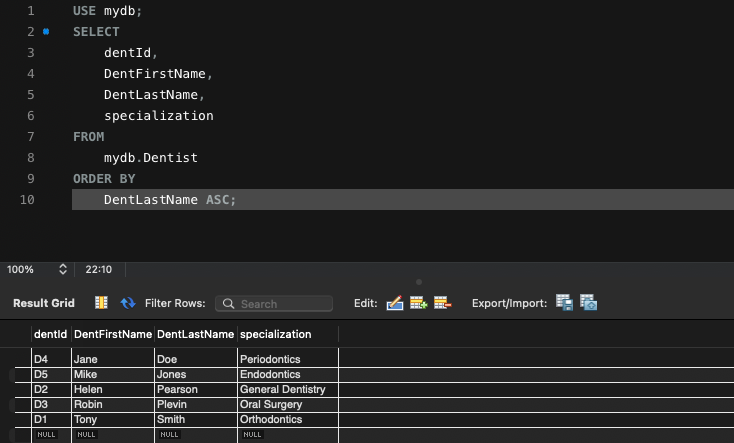 1 USE mydb;
2 SELECT
3 dentId,
4 DentFirstName,
5 DentLastName,
6 specialization
7 FROM
8 mydb.Dentist
9 ORDER BY
10 DentLastName ASC;
100% 22:10
Result Grid Filter Rows: Search Edit: Export/Import:
dentId DentFirstName DentLastName specialization
D4 Jane Doe Periodontics
D5 Mike Jones Endodontics
D2 Helen Pearson General Dentistry
D3 Robin Plevin Oral Surgery
D1 Tony Smith Orthodontics
NULL NULL NULL NULL